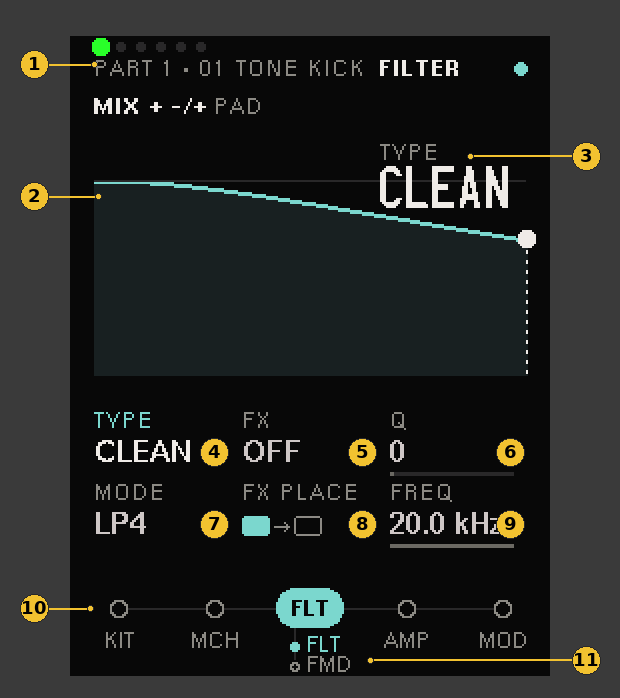 1 PART 1 · 01 TONE KICK FILTER
MIX + -/+ PAD
TYPE 3
CLEAN
2
TYPE FX Q
CLEAN 4 OFF 5 0 6
MODE FX PLACE FREQ
LP4 7 → 8 20.0 kHz 9
10 FLT
KIT MCH AMP MOD
FLT
FMD 11